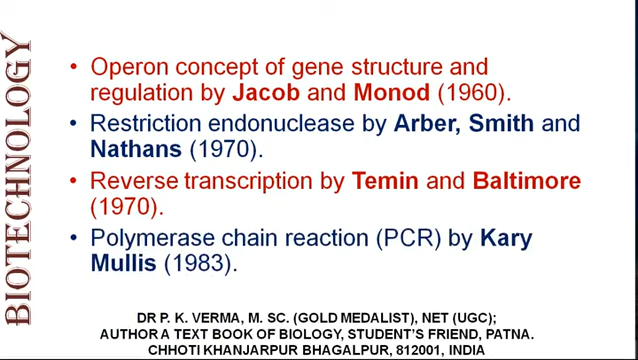 BIOTECHNOLOGY
• Operon concept of gene structure and
regulation by Jacob and Monod (1960).
• Restriction endonuclease by Arber, Smith and
Nathans (1970).
• Reverse transcription by Temin and Baltimore
(1970).
• Polymerase chain reaction (PCR) by Kary
Mullis (1983).
DR P. K. VERMA, M. SC. (GOLD MEDALIST), NET (UGC);
AUTHOR A TEXT BOOK OF BIOLOGY, STUDENT'S FRIEND, PATNA.
CHHOTI KHANJARPUR BHAGALPUR, 812001, INDIA